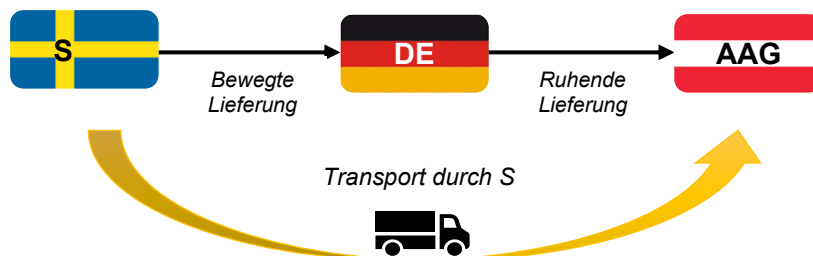 S
DE
AAG
Bewegte
Lieferung
Ruhende
Lieferung
Transport durch S